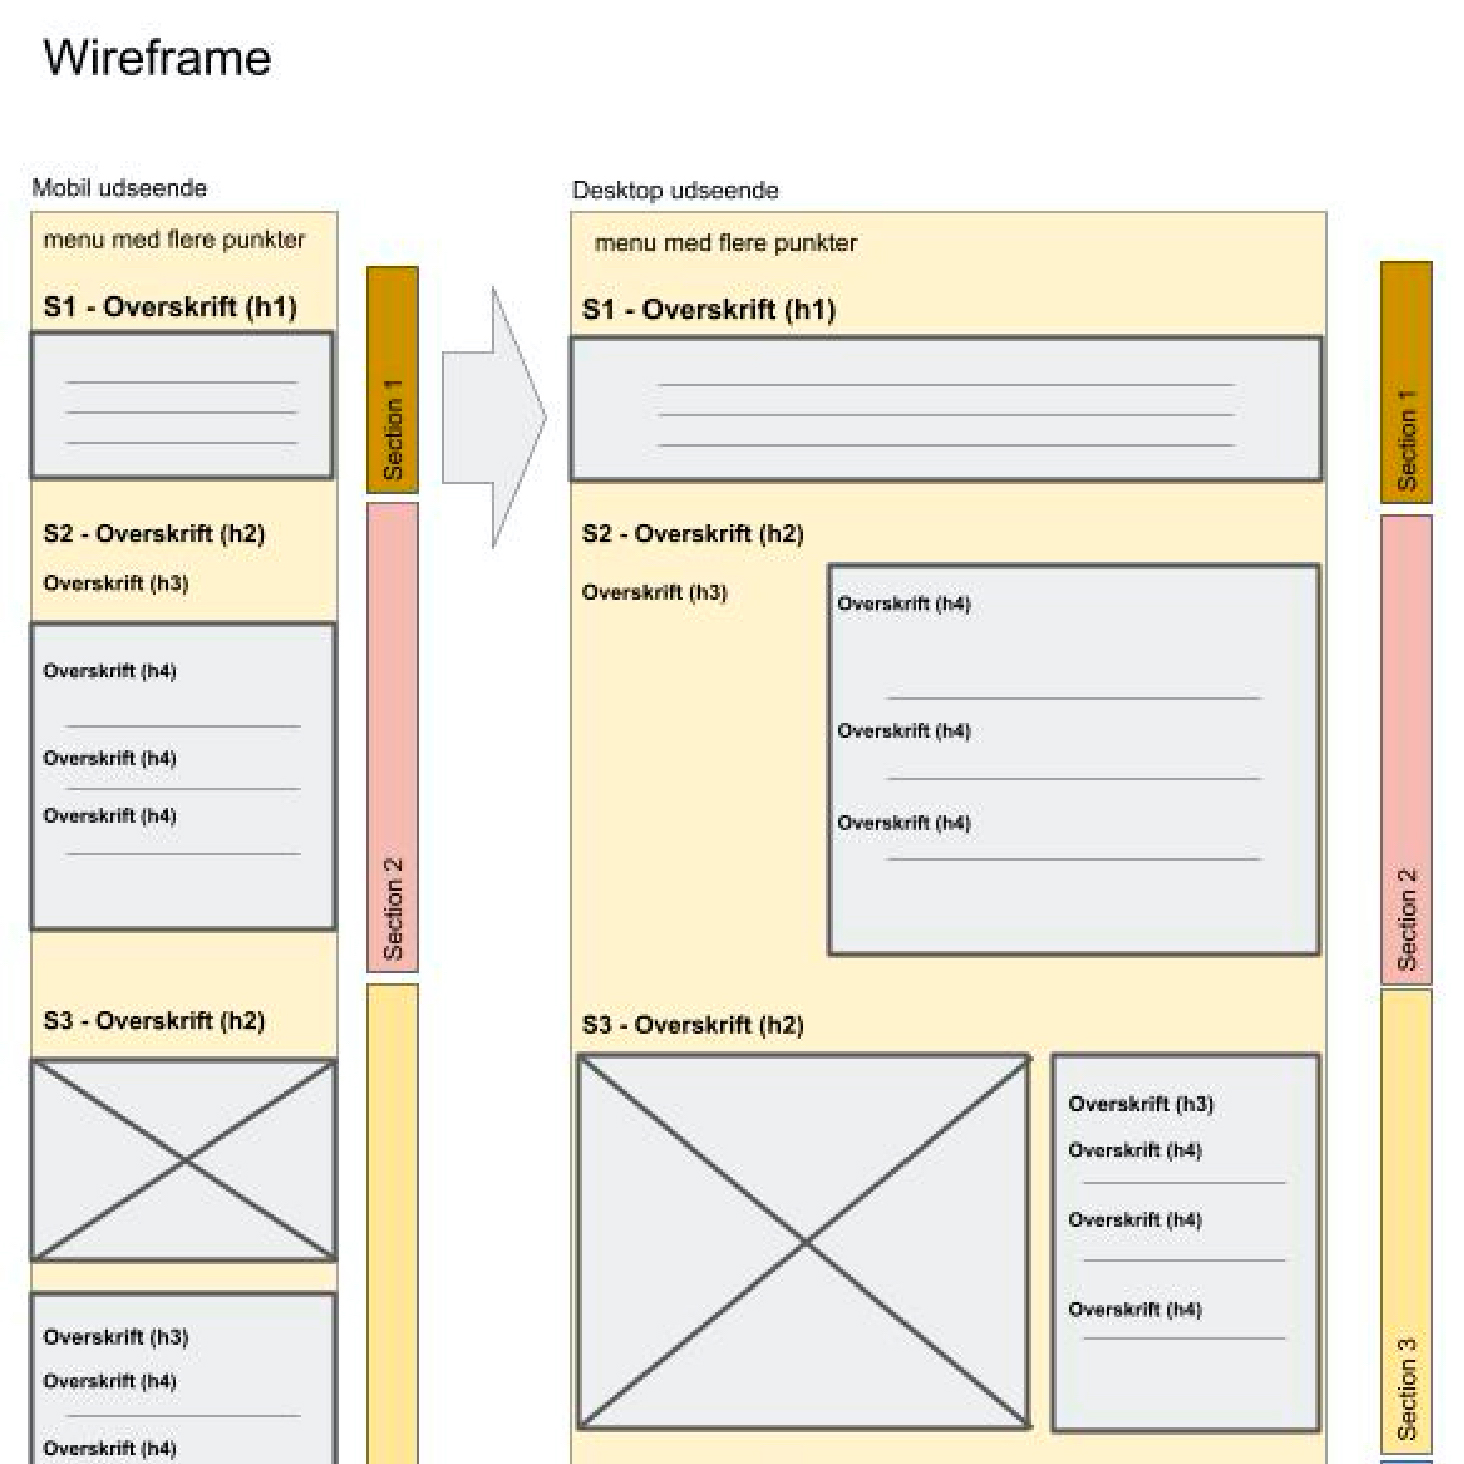 Wireframe
Mobil udseende
menu med flere punkter
S1 - Overskrift (h1)
S2 - Overskrift (h2)
Overskrift (h3)
Overskrift (h4)
Overskrift (h4)
Overskrift (h4)
S3 - Overskrift (h2)
Overskrift (h3)
Overskrift (h4)
Overskrift (h4)
Section 1
Section 2
Desktop udseende
menu med flere punkter
S1 - Overskrift (h1)
S2 - Overskrift (h2)
Overskrift (h3)
Overskrift (h4)
Overskrift (h4)
Overskrift (h4)
S3 - Overskrift (h2)
Overskrift (h3)
Overskrift (h4)
Overskrift (h4)
Overskrift (h4)
Section 1
Section 2
Section 3